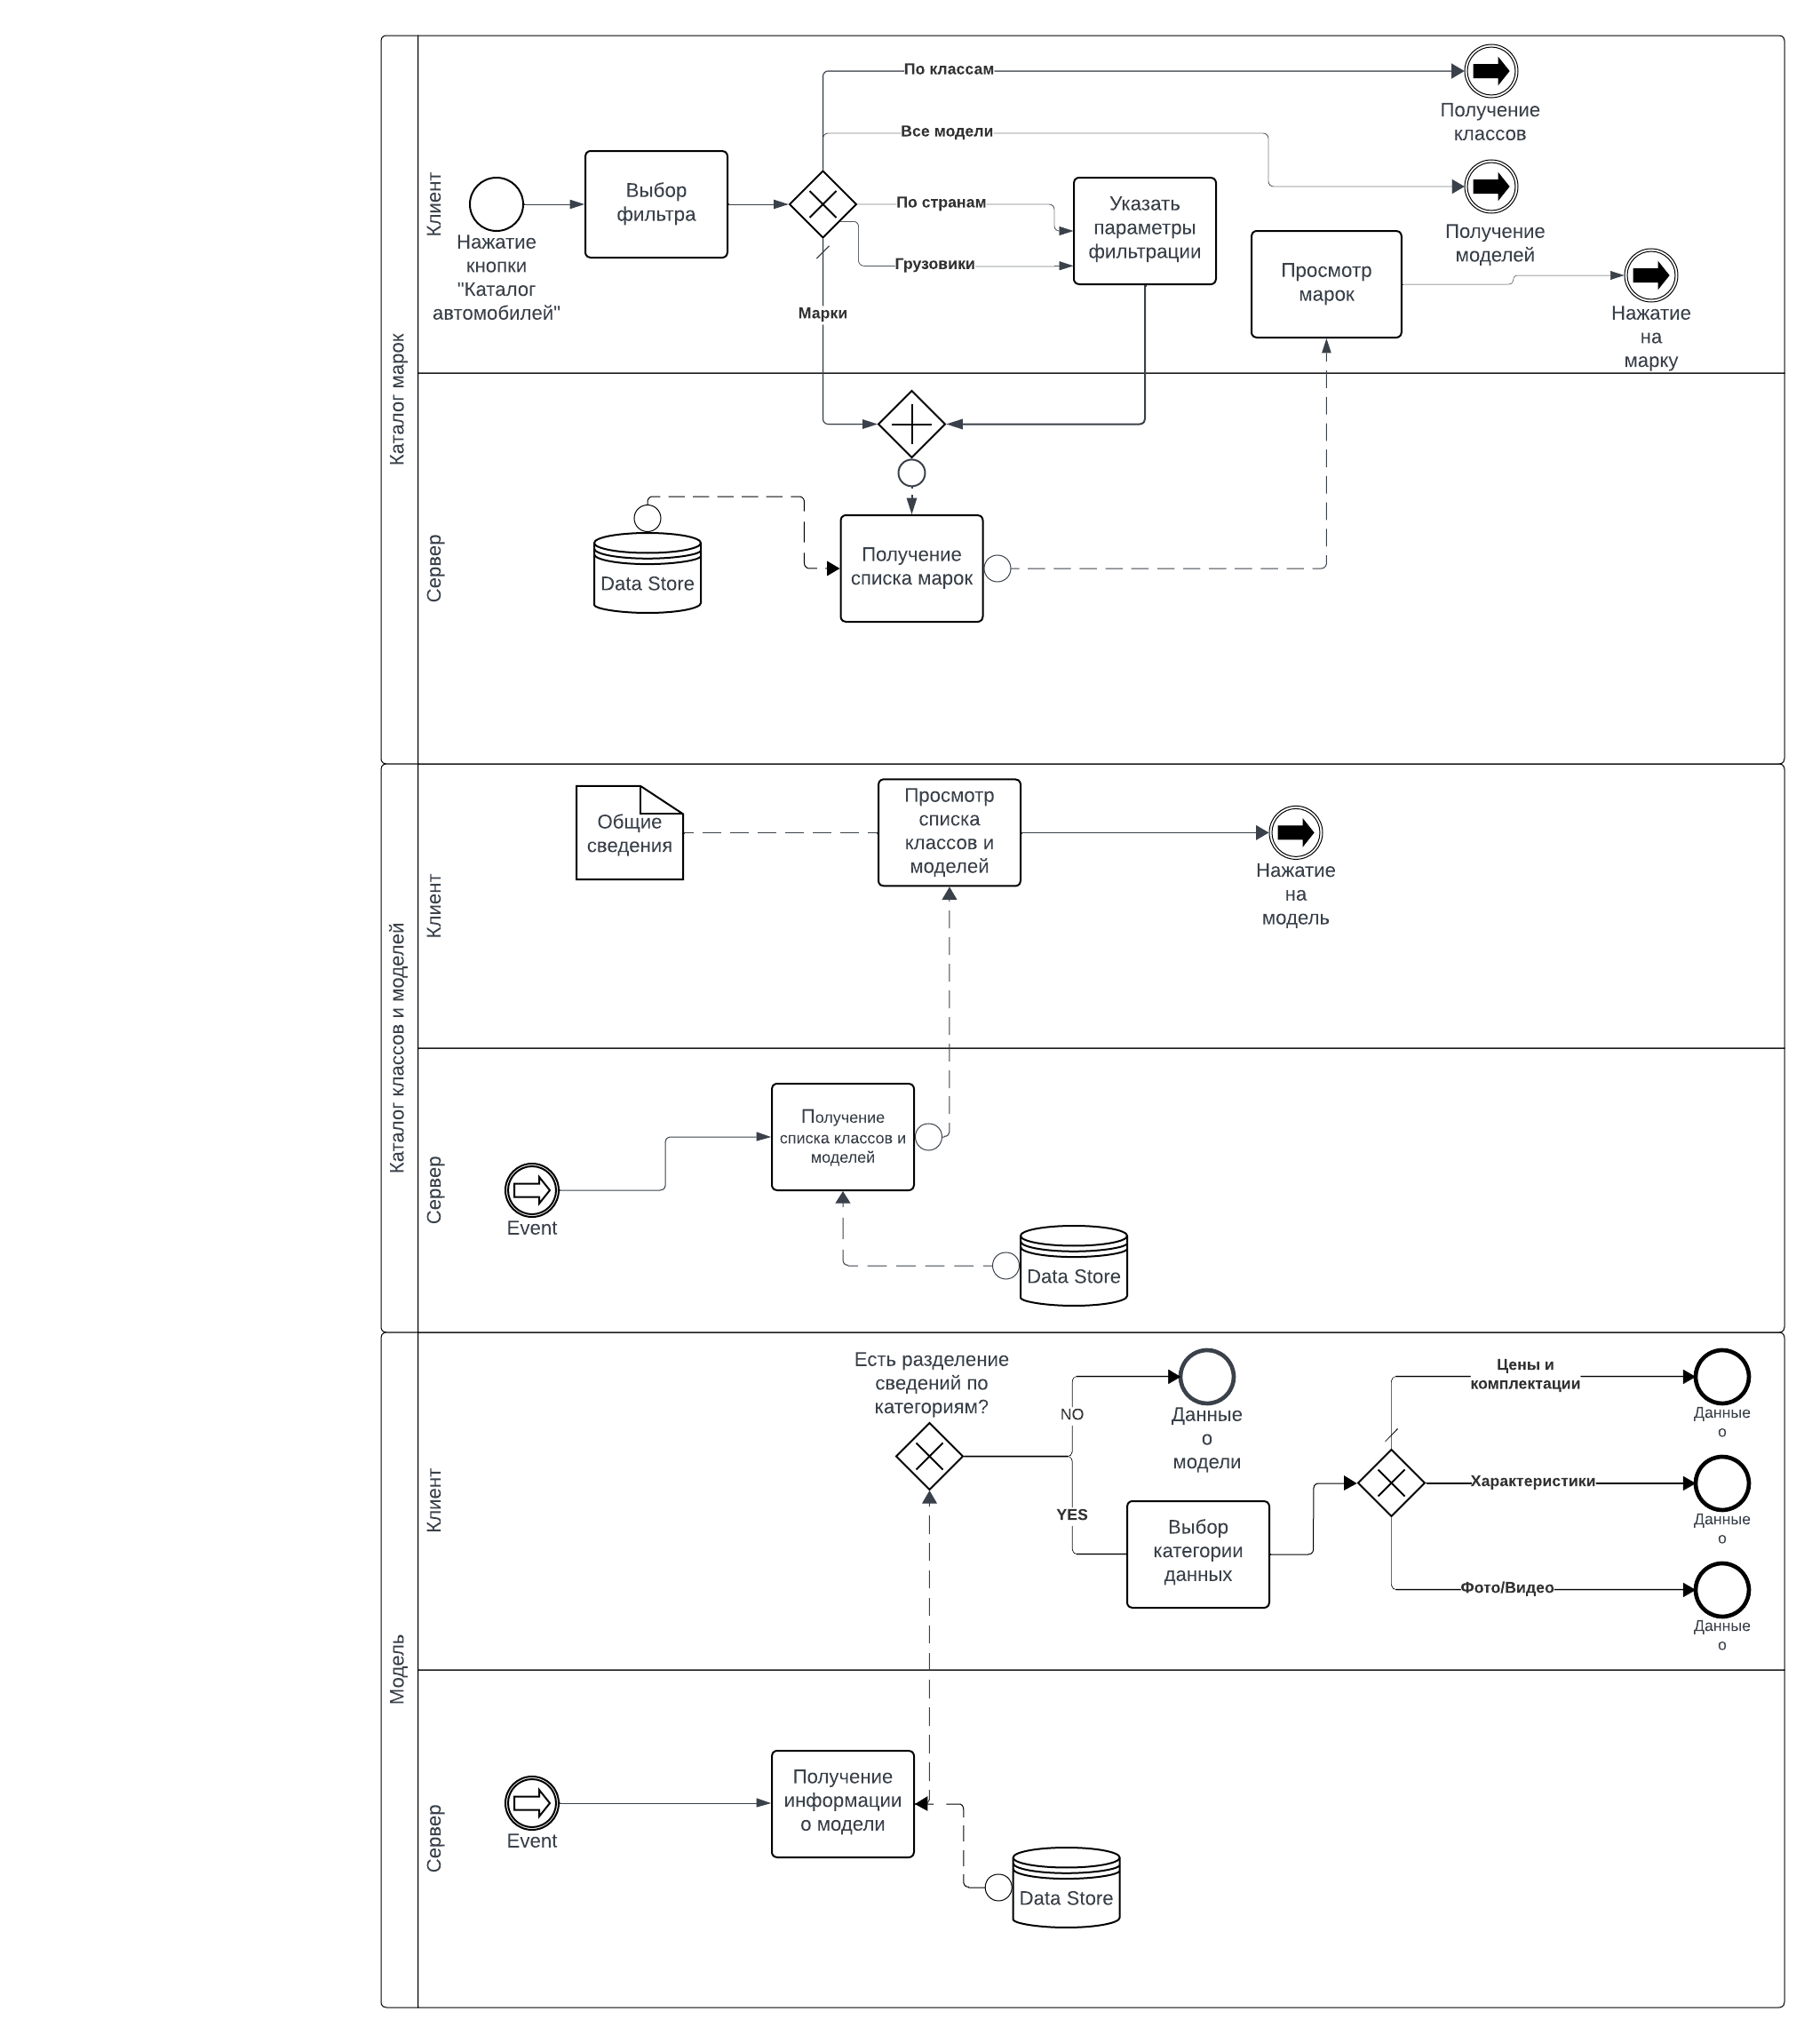 Каталог марок
Клиент
Нажатие
кнопки
"Каталог
автомобилей"
Выбор
фильтра
По классам
Все модели
По странам
Грузовики
Марки
Указать
параметры
фильтрации
Получение
классов
Получение
моделей
Просмотр
марок
Нажатие
на
марку
Сервер
Data Store
Получение
списка марок
Каталог классов и моделей
Клиент
Общие
сведения
Просмотр
списка
классов и
моделей
Нажатие
на
модель
Сервер
Event
Получение
списка классов и
моделей
Data Store
Модель
Клиент
Есть разделение
сведений по
категориям?
NO
YES
Данные
о
модели
Выбор
категории
данных
Цены и
комплектации
Характеристики
Фото/Видео
Данные
о
Данные
о
Данные
о
Сервер
Event
Получение
информации
о модели
Data Store